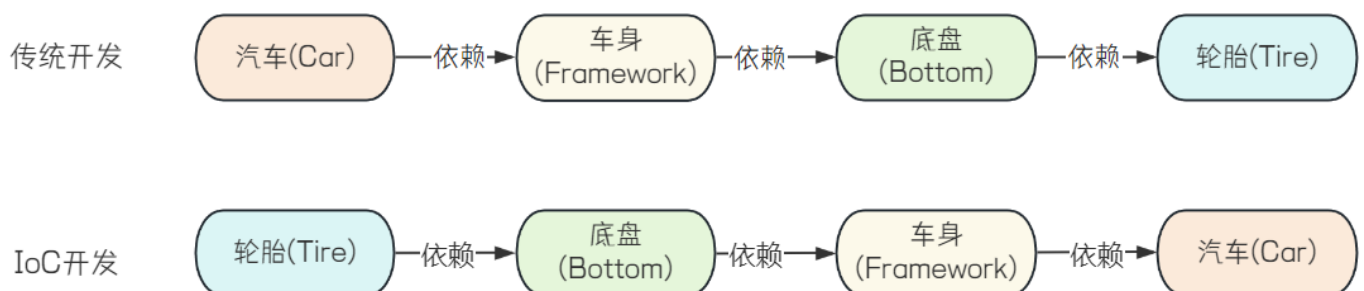 传统开发
汽车(Car)
依赖
车身
(Framework)
依赖
底盘
(Bottom)
依赖
轮胎(Tire)
IoC开发
轮胎(Tire)
依赖
底盘
(Bottom)
依赖
车身
(Framework)
依赖
汽车(Car)